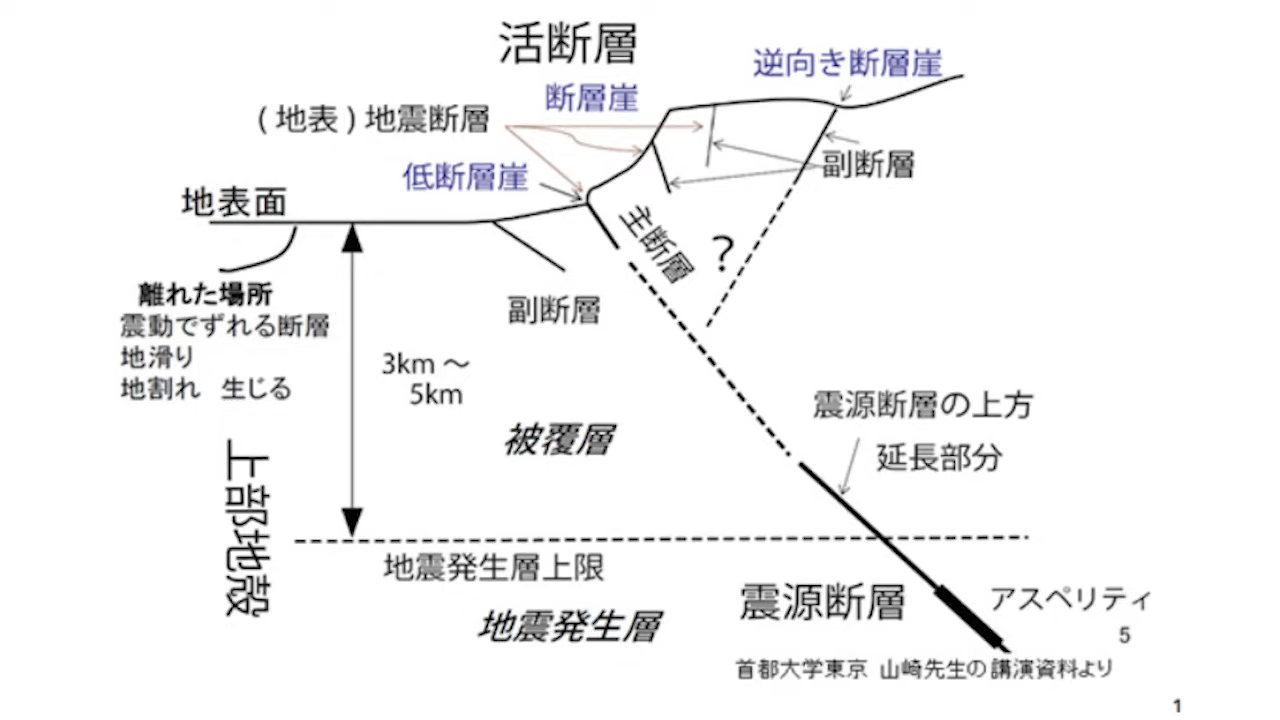 活断層
逆向き断層崖
断層崖
(地表)地震断層
副断層
低断層崖
地表面
主断層
?
離れた場所
震動でずれる断層
地滑り
地割れ 生じる
副断層
3km～
5km
震源断層の上方
延長部分
被覆層
上部地殻
地震発生層上限
震源断層
アスペリティ
地震発生層
5
首都大学東京 山崎先生の講演資料より
1